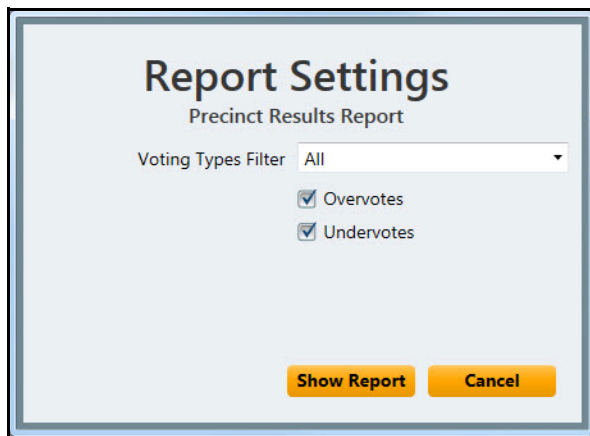 Report Settings
Precinct Results Report
Voting Types Filter All
Overvotes
Undervotes
Show Report Cancel